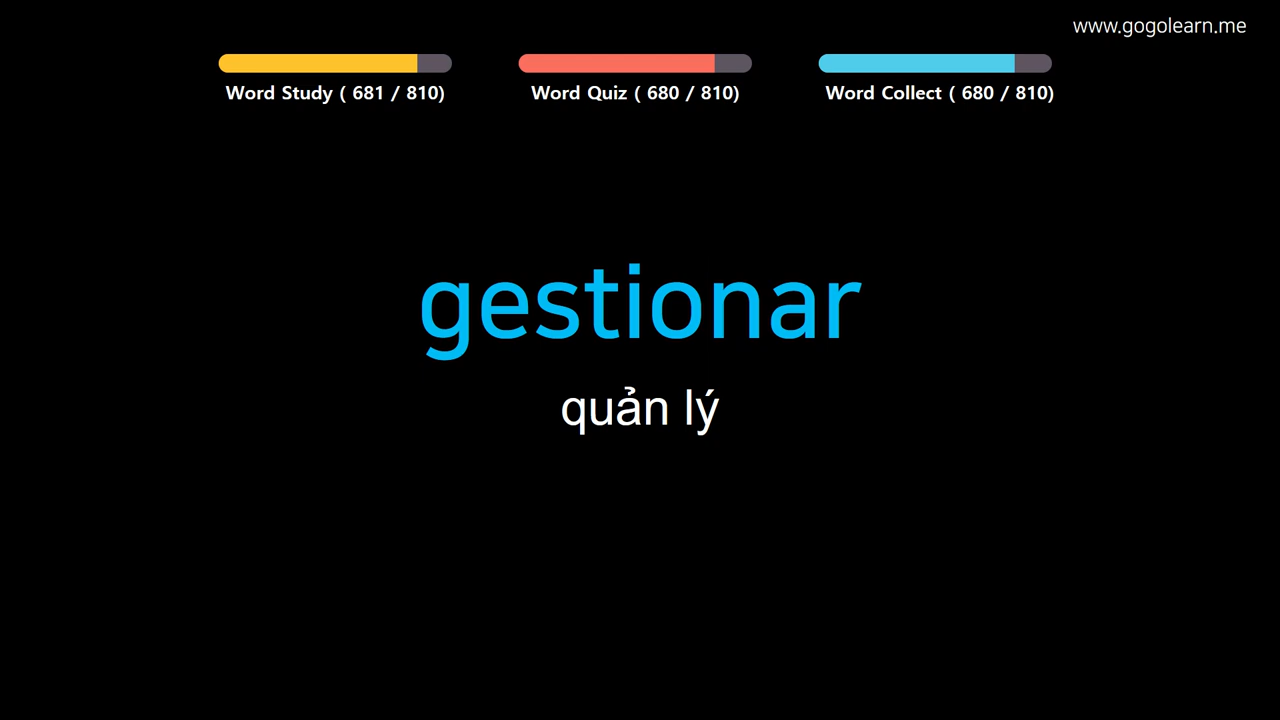 www.gogolearn.me
Word Study ( 681 / 810)
Word Quiz ( 680 / 810)
Word Collect ( 680 / 810)
gestionar
quản lý